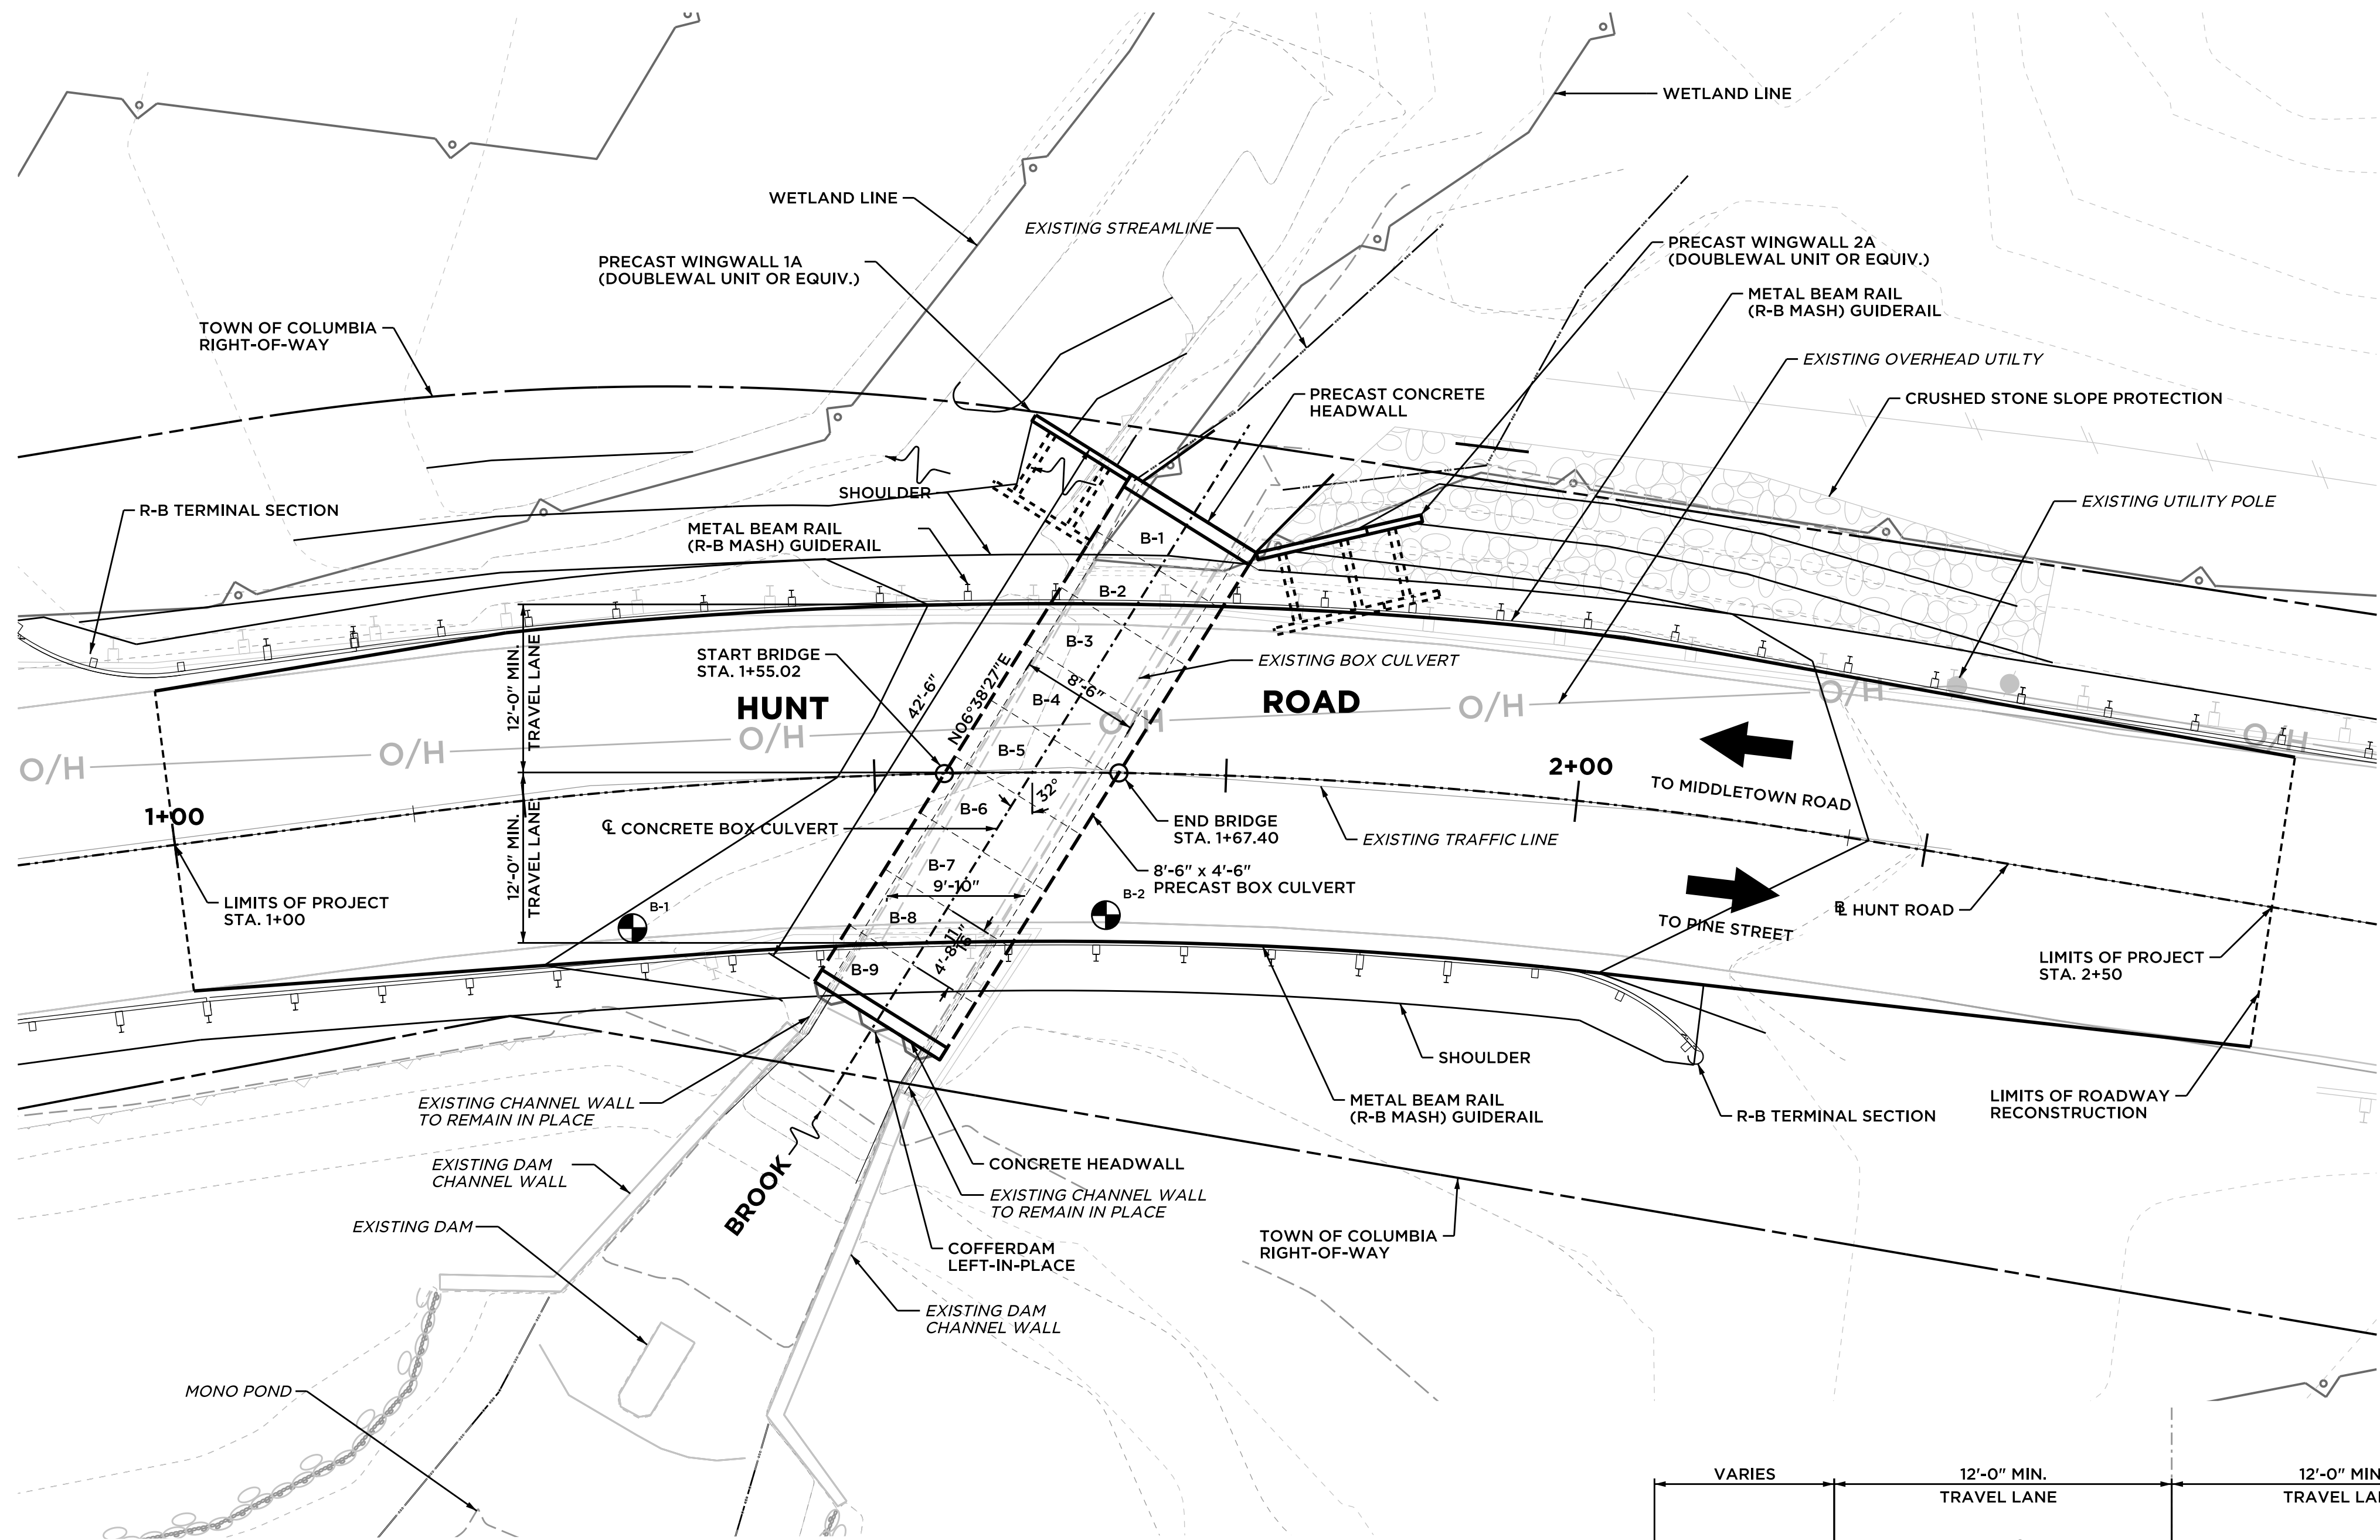 WETLAND LINE
WETLAND LINE
EXISTING STREAMLINE
PRECAST WINGWALL 1A
(DOUBLEWAL UNIT OR EQUIV.)
PRECAST WINGWALL 2A
(DOUBLEWAL UNIT OR EQUIV.)
METAL BEAM RAIL
(R-B MASH) GUIDERAIL
TOWN OF COLUMBIA
RIGHT-OF-WAY
EXISTING OVERHEAD UTILTY
PRECAST CONCRETE
HEADWALL
CRUSHED STONE SLOPE PROTECTION
SHOULDER
R-B TERMINAL SECTION
EXISTING UTILITY POLE
METAL BEAM RAIL
(R-B MASH) GUIDERAIL
B-1
B-2
B-3
B-4
B-5
B-6
B-7
B-8
B-9
12'-0" MIN.
TRAVEL LANE
12'-0" MIN.
TRAVEL LANE
START BRIDGE
STA. 1+55.02
42'-6"
N06°38'27"E
8'-6"
EXISTING BOX CULVERT
HUNT
ROAD
O/H
O/H
O/H
O/H
O/H
O/H
O/H
1+00
2+00
TO MIDDLETOWN ROAD
32°
℄ CONCRETE BOX CULVERT
END BRIDGE
STA. 1+67.40
EXISTING TRAFFIC LINE
8'-6" x 4'-6"
PRECAST BOX CULVERT
9'-10"
4'-8 11/16"
B-1
B-2
LIMITS OF PROJECT
STA. 1+00
TO PINE STREET
BL HUNT ROAD
LIMITS OF PROJECT
STA. 2+50
SHOULDER
METAL BEAM RAIL
(R-B MASH) GUIDERAIL
R-B TERMINAL SECTION
LIMITS OF ROADWAY
RECONSTRUCTION
EXISTING CHANNEL WALL
TO REMAIN IN PLACE
EXISTING DAM
CHANNEL WALL
EXISTING DAM
BROOK
CONCRETE HEADWALL
EXISTING CHANNEL WALL
TO REMAIN IN PLACE
COFFERDAM
LEFT-IN-PLACE
EXISTING DAM
CHANNEL WALL
TOWN OF COLUMBIA
RIGHT-OF-WAY
MONO POND
VARIES
12'-0" MIN.
TRAVEL LANE
12'-0" MIN
TRAVEL LA